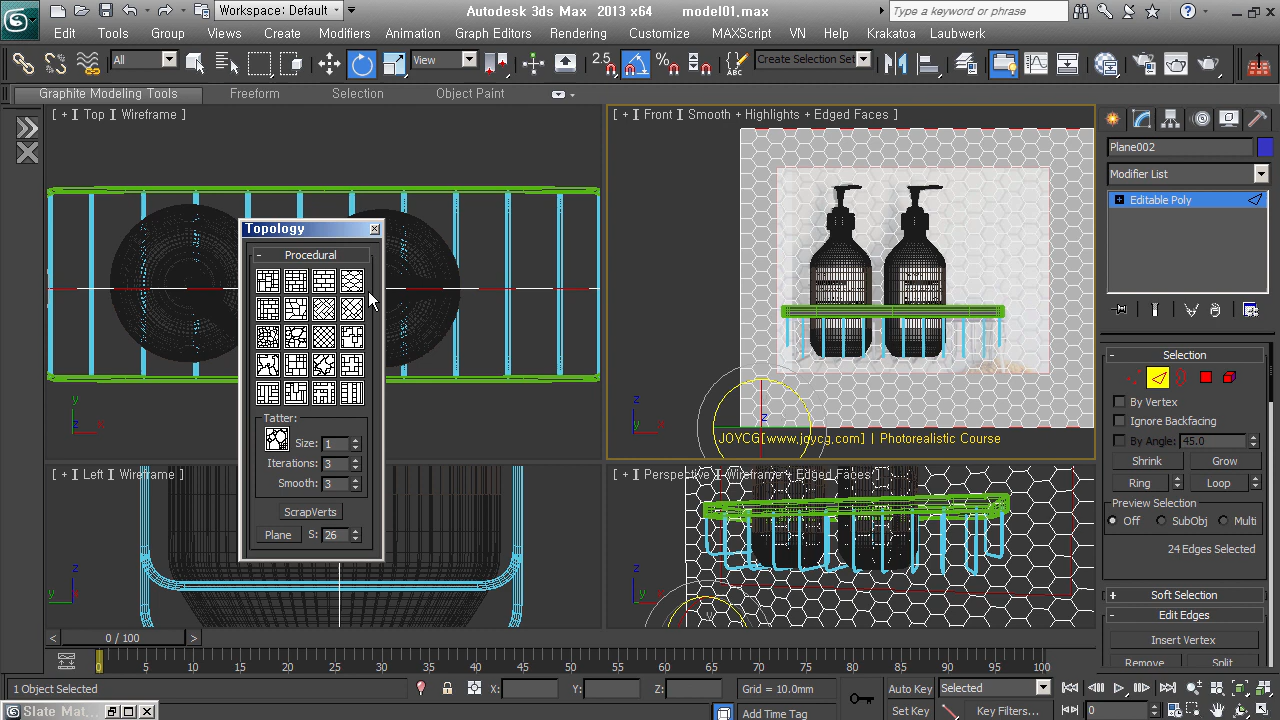 Workspace: Default
Autodesk 3ds Max 2013 x64 model01.max
Type a keyword or phrase
Edit Tools Group Views Create Modifiers Animation Graph Editors Rendering Customize MAXScript VN Help Krakatoa Laubwerk
All View 2.5 Create Selection Set
Graphite Modeling Tools Freeform Selection Object Paint
[ + ] Top ] Wireframe ]
[ + ] Front ] Smooth + Highlights + Edged Faces ]
Plane002
Modifier List
Editable Poly
Topology
- Procedural
Tatter:
Size: 1
Iterations: 3
Smooth: 3
ScrapVerts
Plane S: 26
y
x
z
z
y
JOYCG[www.joycg.com] | Photorealistic Course
[ + ] Left ] Wireframe ]
[ + ] Perspective ] Wireframe + Edged Faces ]
z
y
z
- Selection
By Vertex
Ignore Backfacing
By Angle: 45.0
Shrink Grow
Ring Loop
Preview Selection
Off SubObj Multi
24 Edges Selected
+ Soft Selection
- Edit Edges
Insert Vertex
Remove Split
< 0 / 100 >
0 5 10 15 20 25 30 35 40 45 50 55 60 65 70 75 80 85 90 95 100
1 Object Selected X: Y: Z: Grid = 10.0mm Auto Key Selected
Slate Mat... Add Time Tag Set Key Key Filters... 0